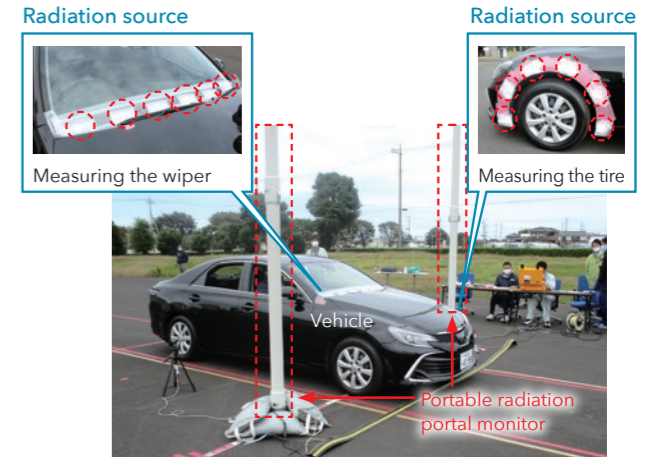 Radiation source
Radiation source
Measuring the wiper
Measuring the tire
Vehicle
Portable radiation
portal monitor